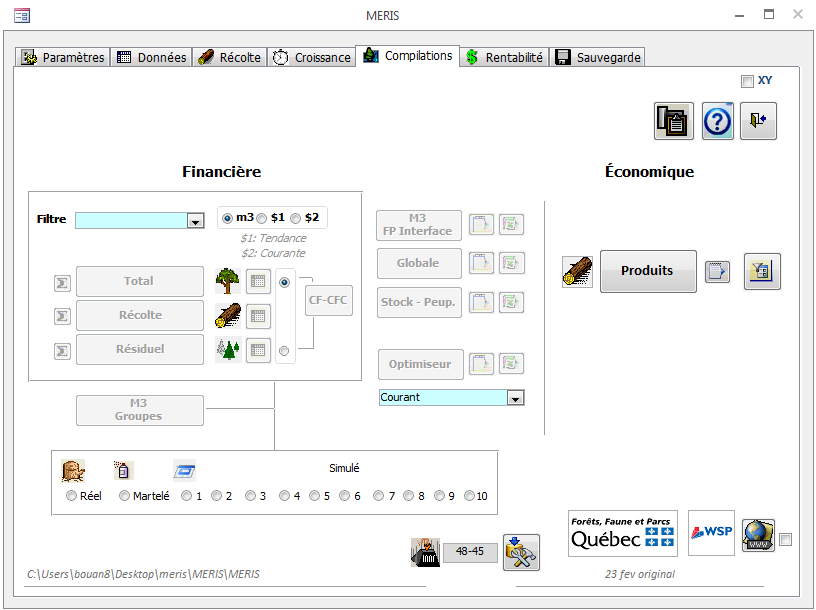 MERIS
Paramètres
Données
Récolte
Croissance
Compilations
Rentabilité
Sauvegarde
XY
Financière
Économique
Filtre
m3 $1 $2
$1: Tendance
$2: Courante
Total
Récolte
Résiduel
CF-CFC
M3
Groupes
M3
FP Interface
Globale
Stock - Peup.
Optimiseur
Courant
Produits
Simulé
Réel Martelé 1 2 3 4 5 6 7 8 9 10
48-45
Forêts, Faune et Parcs
Québec
WSP
C:\Users\bouan8\Desktop\meris\MERIS\MERIS
23 fev original